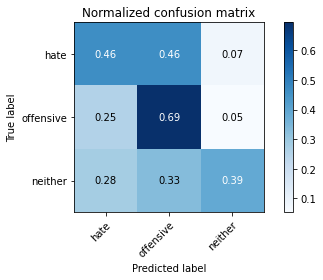 Normalized confusion matrix
True label
hate 0.46 0.46 0.07
offensive 0.25 0.69 0.05
neither 0.28 0.33 0.39
hate offensive neither
Predicted label
0.6
0.5
0.4
0.3
0.2
0.1